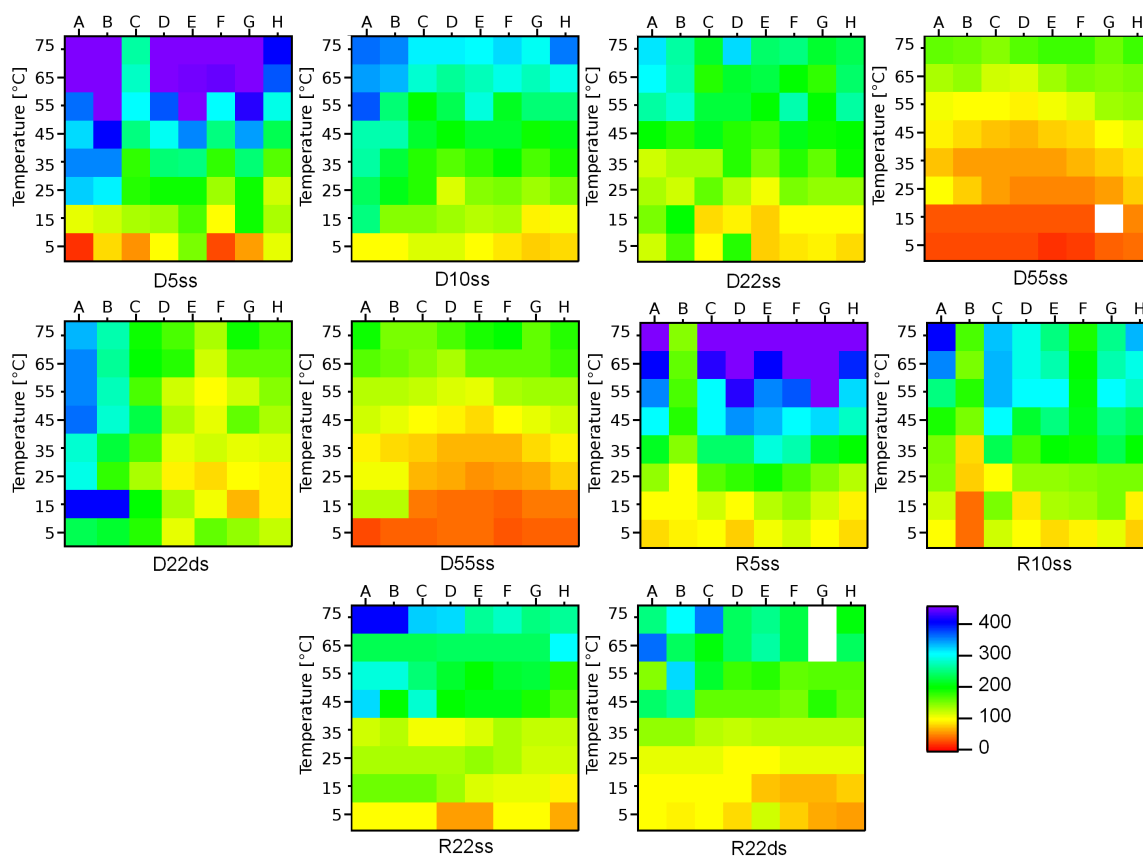 A B C D E F G H
A B C D E F G H
A B C D E F G H
A B C D E F G H
Temperature [°C]
75
65
55
45
35
25
15
5
Temperature [°C]
75
65
55
45
35
25
15
5
Temperature [°C]
75
65
55
45
35
25
15
5
Temperature [°C]
75
65
55
45
35
25
15
5
D5ss
D10ss
D22ss
D55ss
A B C D E F G H
A B C D E F G H
A B C D E F G H
A B C D E F G H
Temperature [°C]
75
65
55
45
35
25
15
5
Temperature [°C]
75
65
55
45
35
25
15
5
Temperature [°C]
75
65
55
45
35
25
15
5
Temperature [°C]
75
65
55
45
35
25
15
5
D22ds
D55ss
R5ss
R10ss
A B C D E F G H
A B C D E F G H
Temperature [°C]
75
65
55
45
35
25
15
5
Temperature [°C]
75
65
55
45
35
25
15
5
R22ss
R22ds
400
300
200
100
0